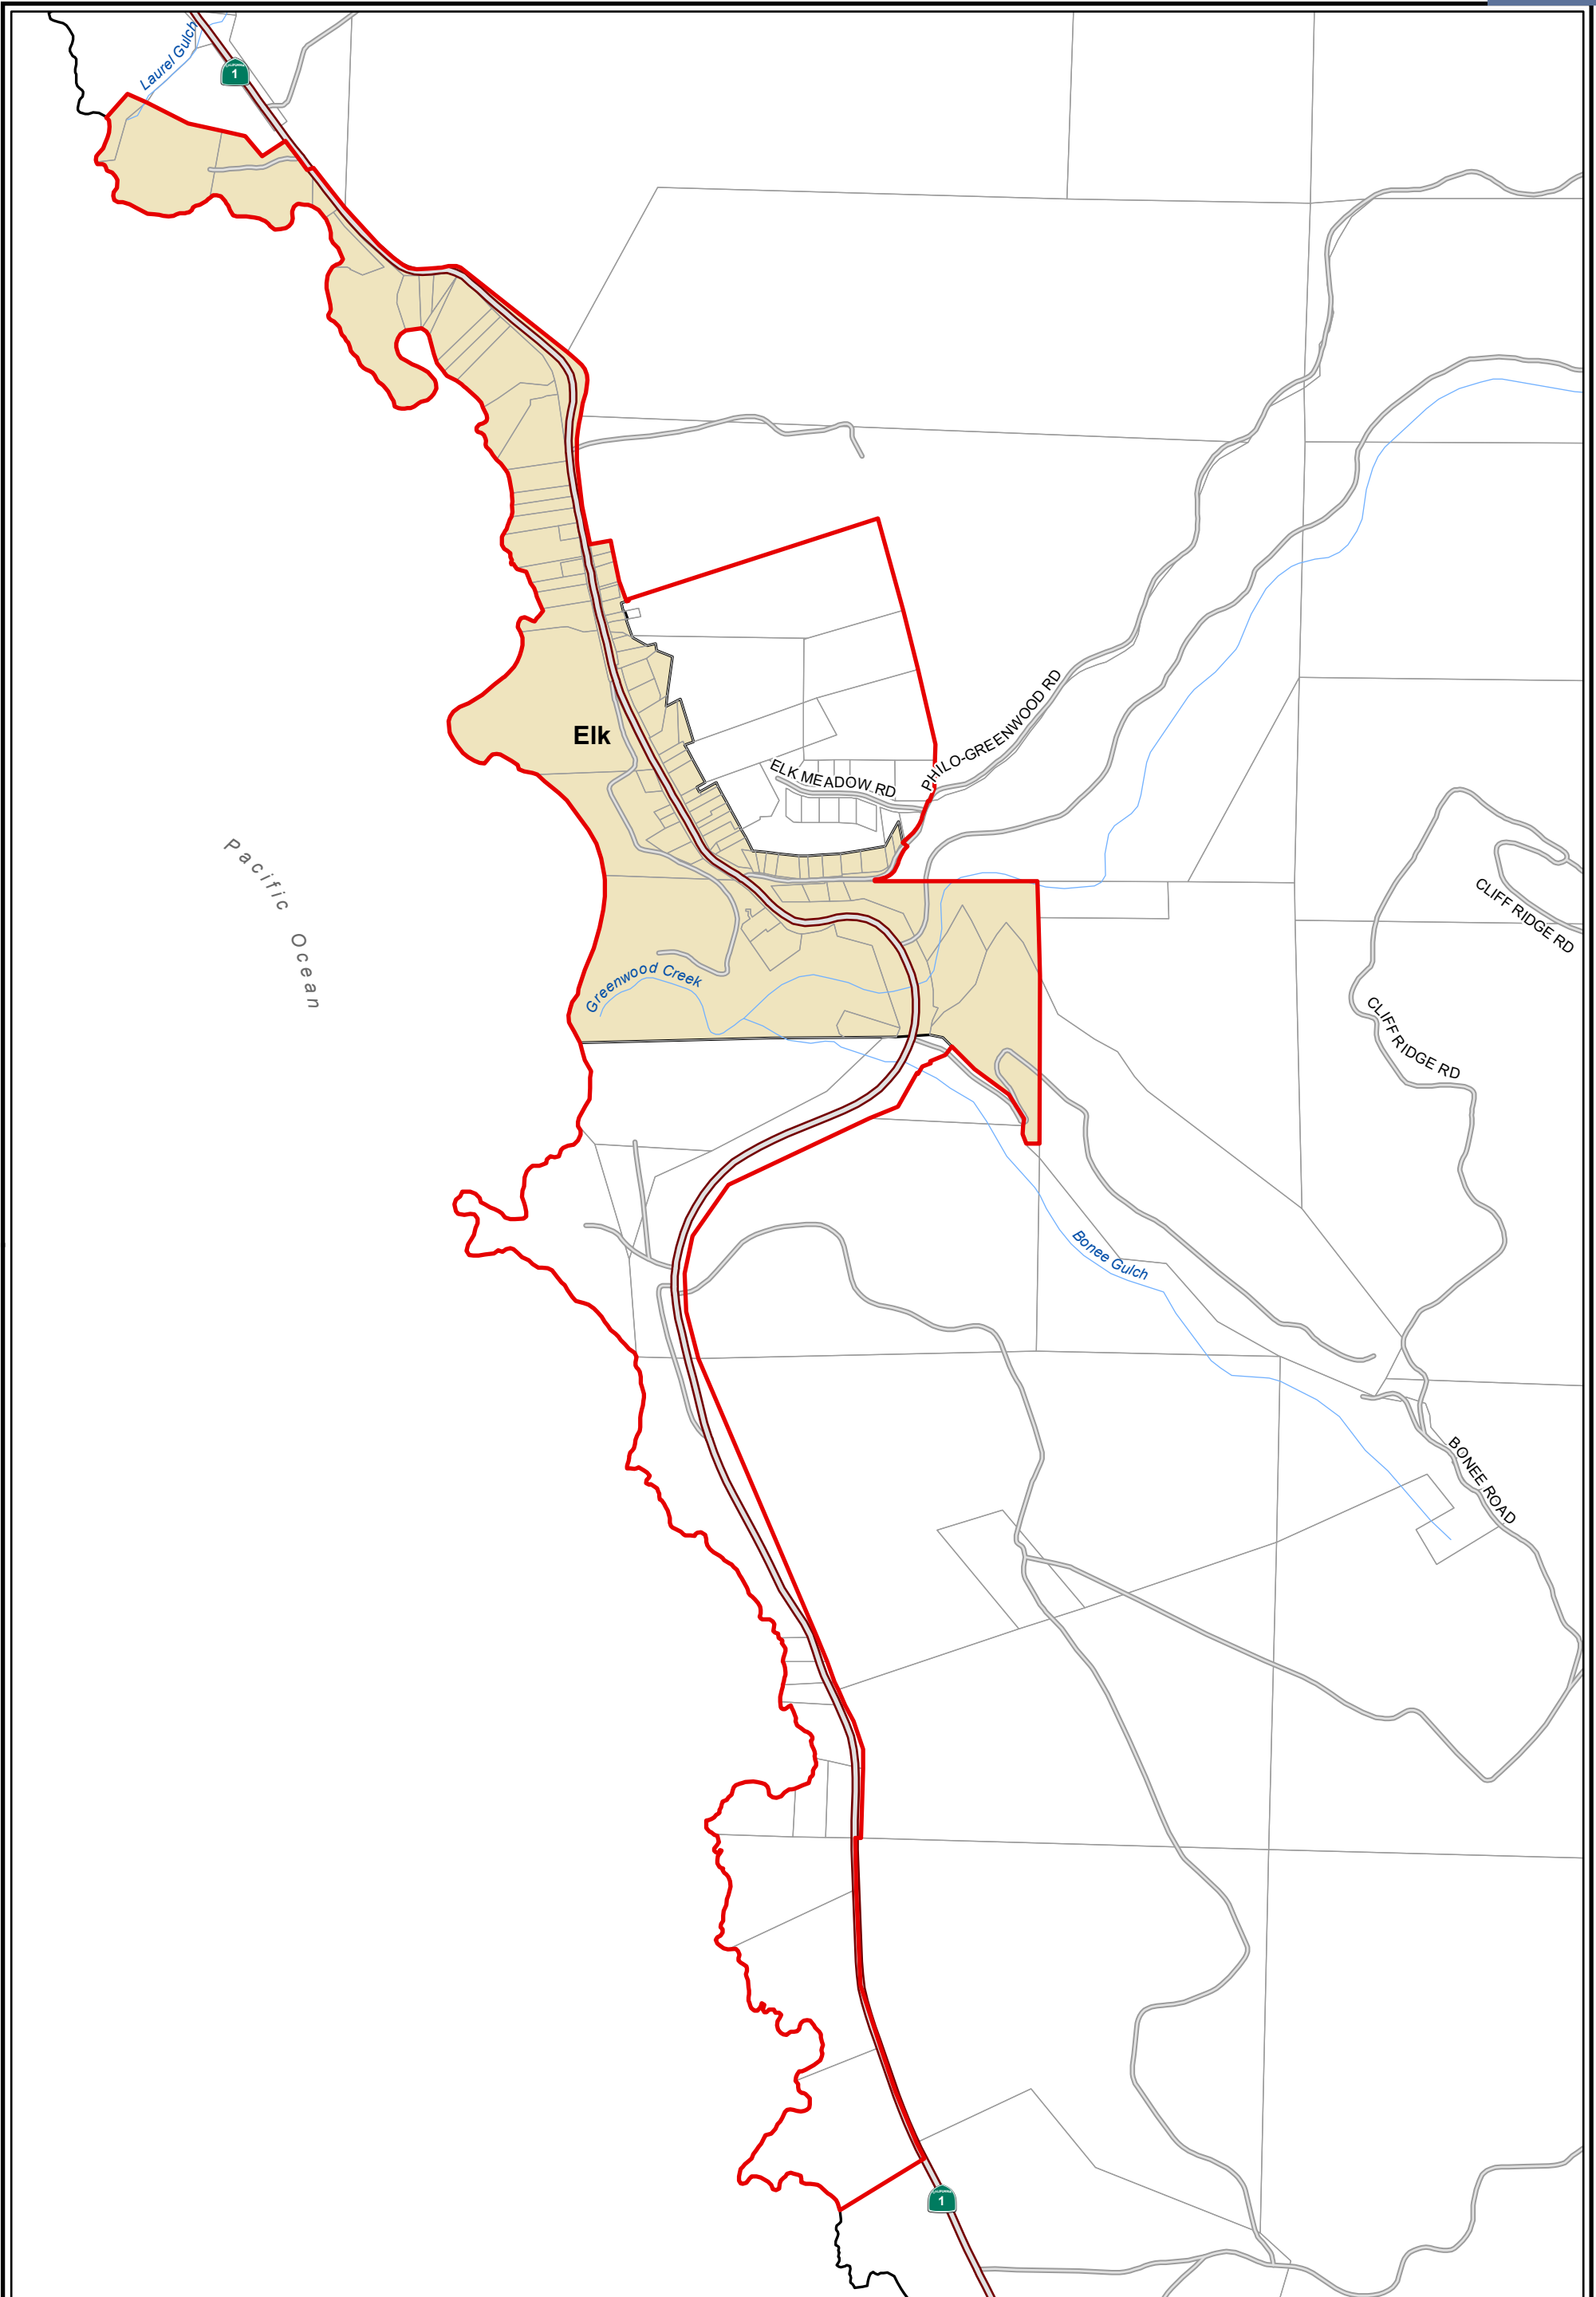 Laurel Gulch
1
PHILO-GREENWOOD RD
Elk
ELK MEADOW RD
Pacific Ocean
CLIFF RIDGE RD
Greenwood Creek
CLIFF RIDGE RD
Bonee Gulch
BONEE ROAD
1